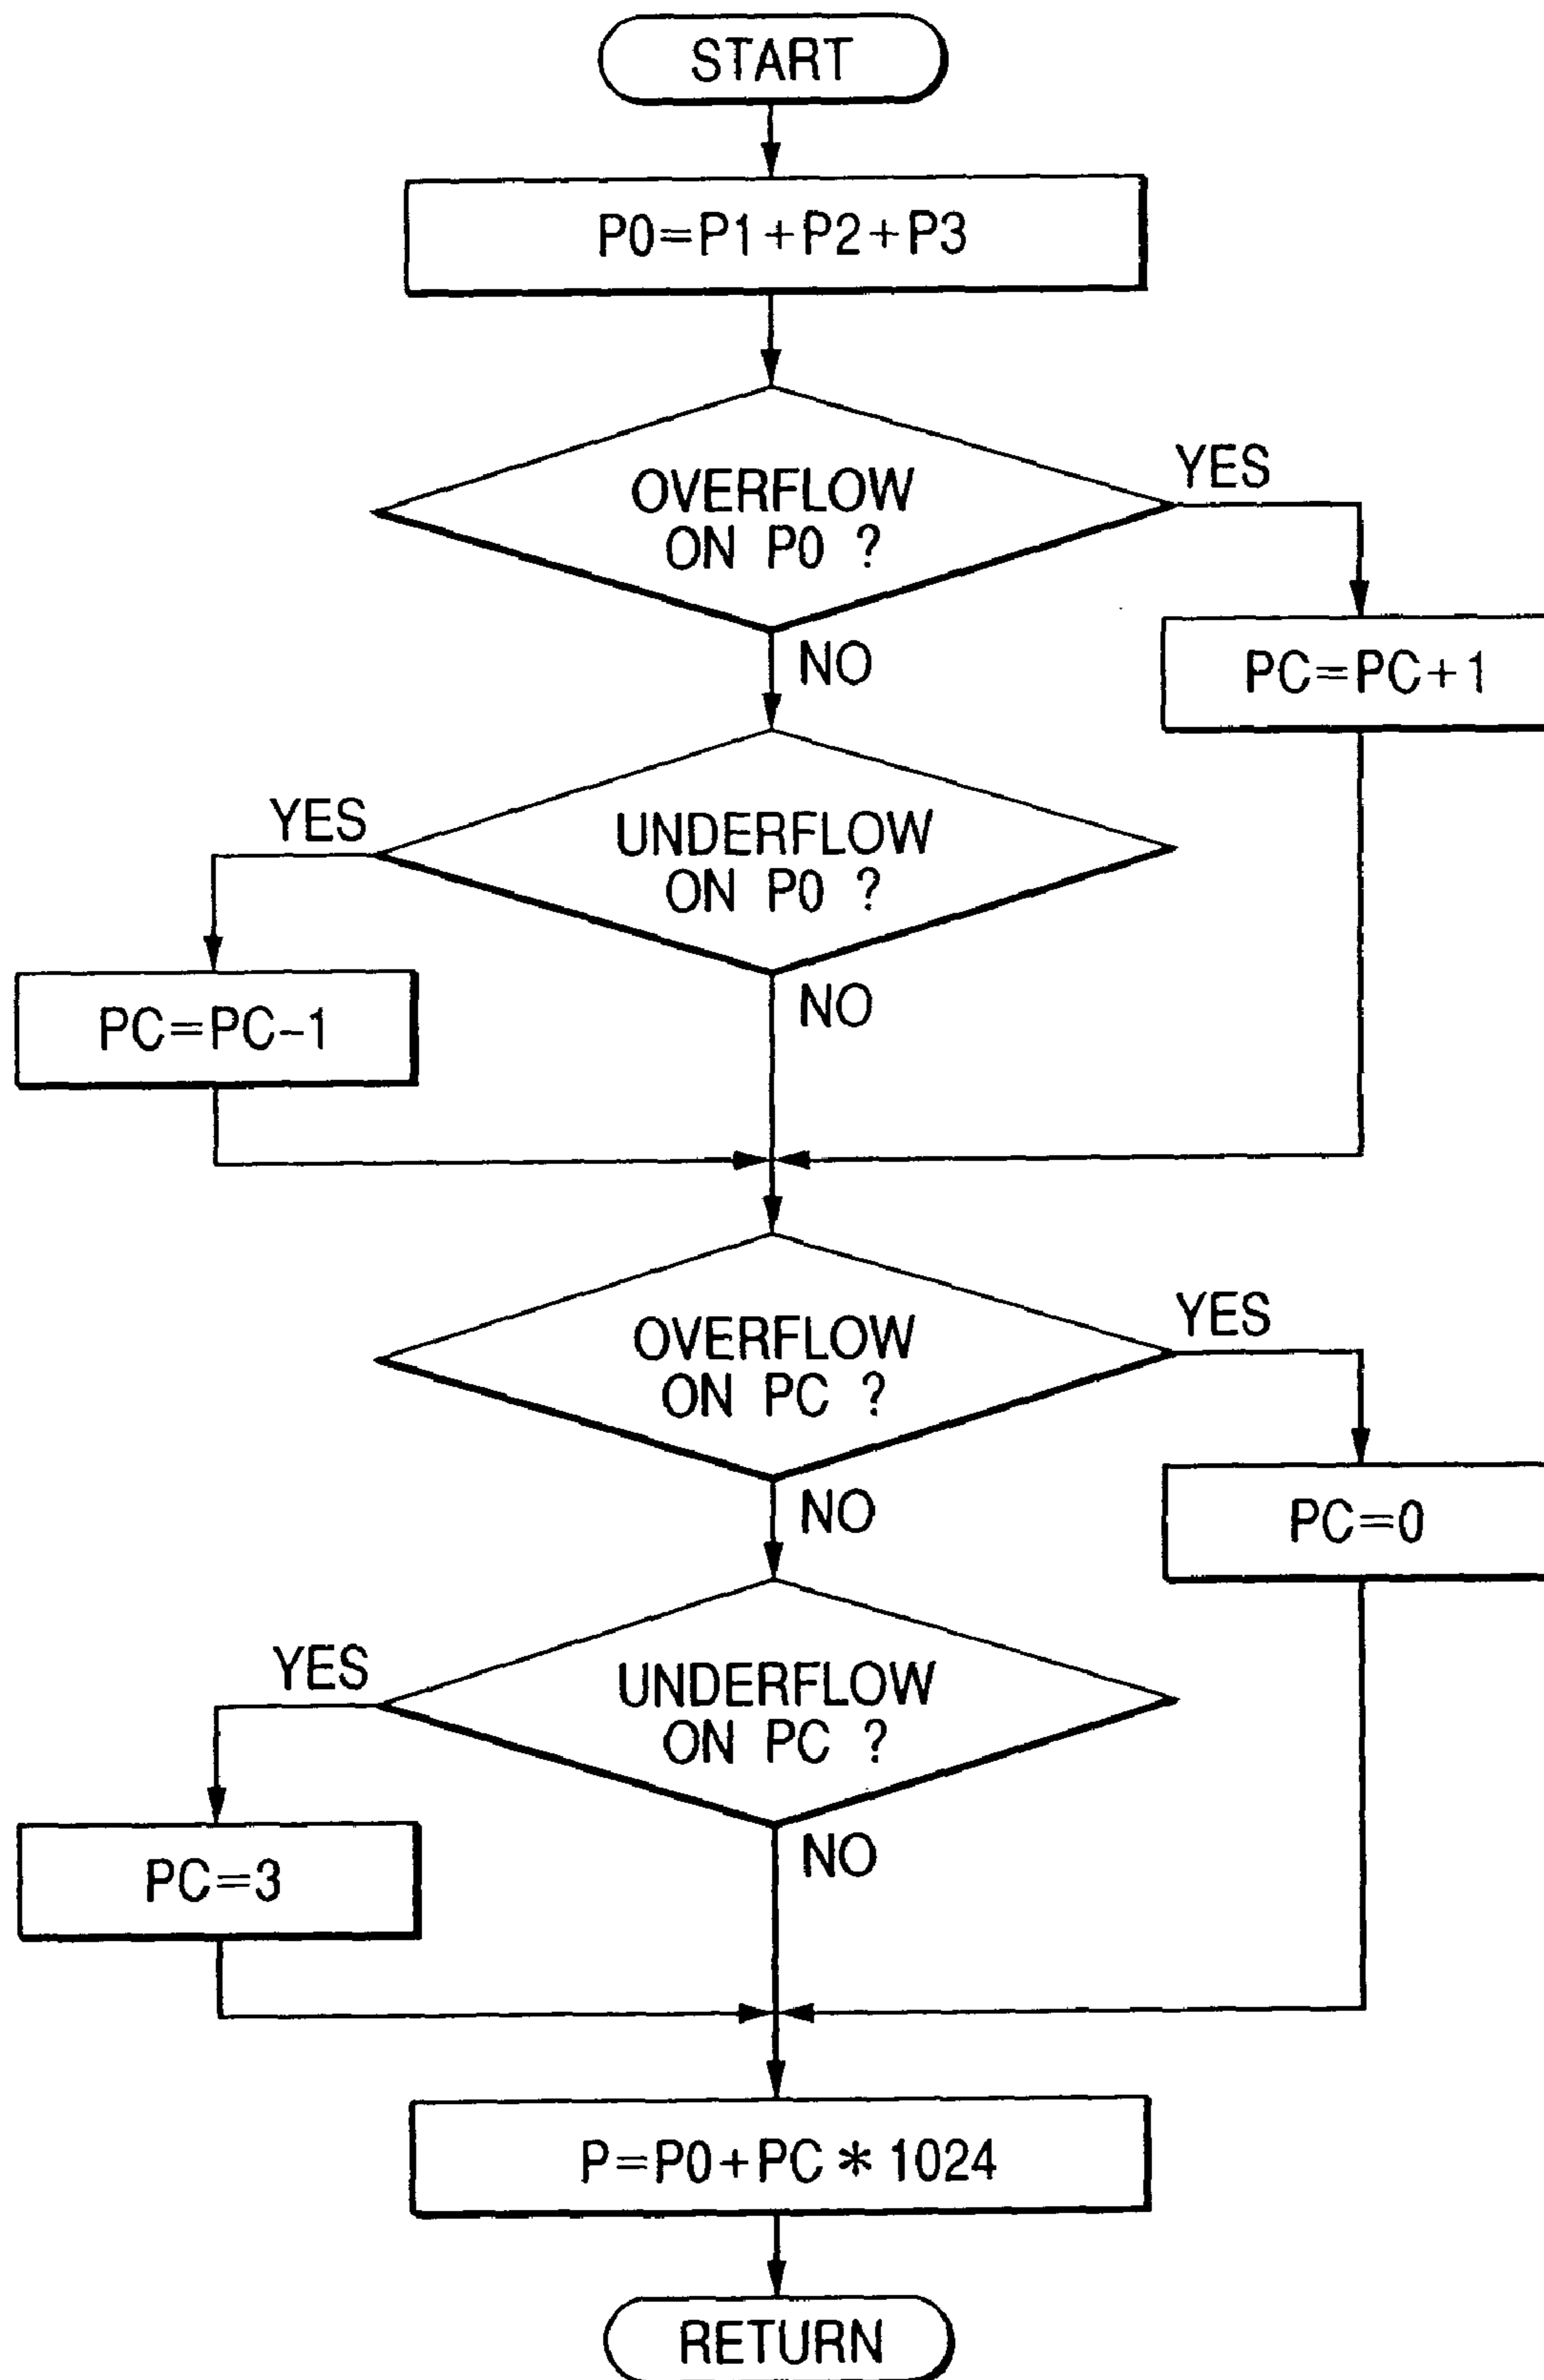 START
P0=P1+P2+P3
OVERFLOW
ON P0 ?
YES
NO
PC=PC+1
UNDERFLOW
ON P0 ?
YES
NO
PC=PC-1
OVERFLOW
ON PC ?
YES
NO
PC=0
UNDERFLOW
ON PC ?
YES
NO
PC=3
P=P0+PC * 1024
RETURN